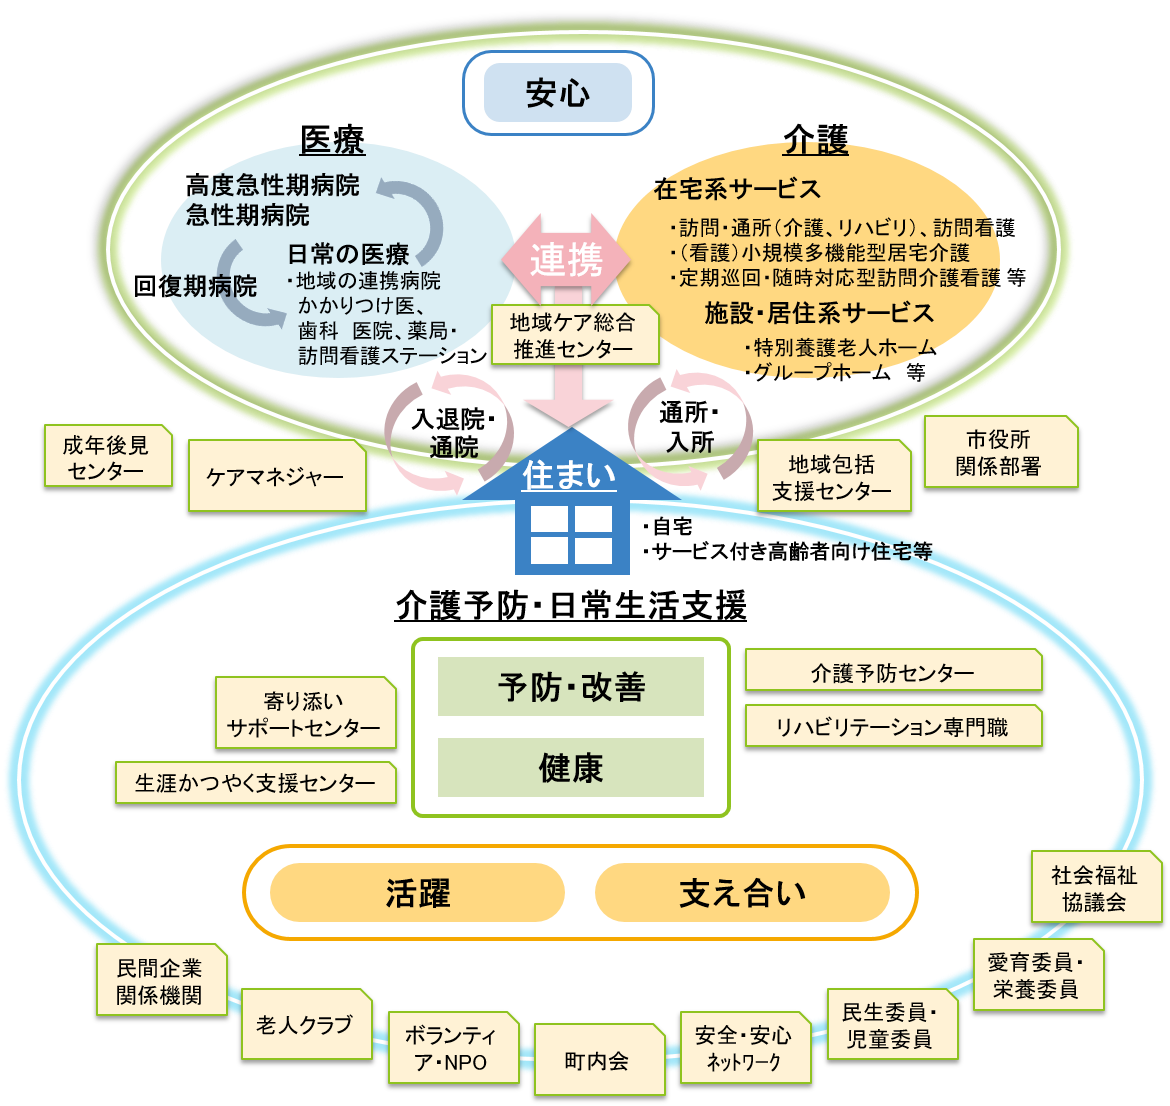 安心
医療
高度急性期病院
急性期病院
日常の医療
・地域の連携病院
かかりつけ医、
歯科　医院、薬局・
訪問看護ステーション
回復期病院
連携
地域ケア総合
推進センター
介護
在宅系サービス
・訪問・通所（介護、リハビリ）、訪問看護
・（看護）小規模多機能型居宅介護
・定期巡回・随時対応型訪問介護看護 等
施設・居住系サービス
・特別養護老人ホーム
・グループホーム　等
入退院・
通院
通所・
入所
成年後見
センター
ケアマネジャー
地域包括
支援センター
市役所
関係部署
住まい
・自宅
・サービス付き高齢者向け住宅等
介護予防・日常生活支援
予防・改善
健康
寄り添い
サポートセンター
生涯かつやく支援センター
介護予防センター
リハビリテーション専門職
活躍
支え合い
民間企業
関係機関
老人クラブ
ボランティ
ア・NPO
町内会
安全・安心
ﾈｯﾄﾜｰｸ
民生委員・
児童委員
愛育委員・
栄養委員
社会福祉
協議会